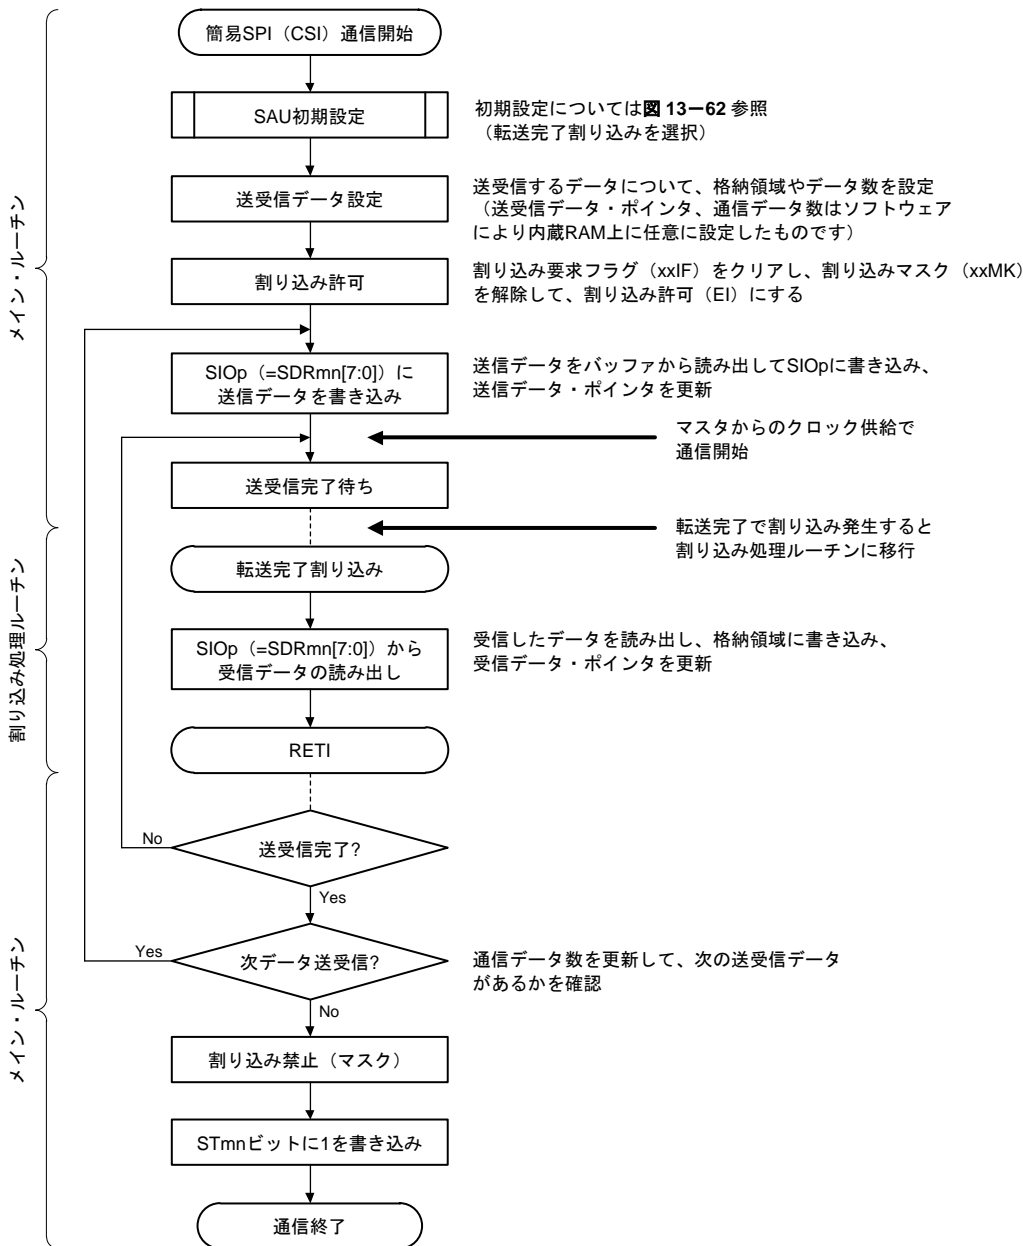 簡易SPI（CSI）通信開始
SAU初期設定
初期設定については図 13－62 参照
（転送完了割り込みを選択）
送受信データ設定
送受信するデータについて、格納領域やデータ数を設定
（送受信データ・ポインタ、通信データ数はソフトウェア
により内蔵RAM上に任意に設定したものです）
割り込み許可
割り込み要求フラグ（xxIF）をクリアし、割り込みマスク（xxMK）
を解除して、割り込み許可（EI）にする
メイン・ルーチン
SIOp（=SDRmn[7:0]）に
送信データを書き込み
送信データをバッファから読み出してSIOpに書き込み、
送信データ・ポインタを更新
マスタからのクロック供給で
通信開始
送受信完了待ち
転送完了で割り込み発生すると
割り込み処理ルーチンに移行
転送完了割り込み
割り込み処理ルーチン
SIOp（=SDRmn[7:0]）から
受信データの読み出し
受信したデータを読み出し、格納領域に書き込み、
受信データ・ポインタを更新
RETI
No
送受信完了?
Yes
Yes
次データ送受信?
通信データ数を更新して、次の送受信データ
があるかを確認
No
メイン・ルーチン
割り込み禁止（マスク）
STmnビットに1を書き込み
通信終了